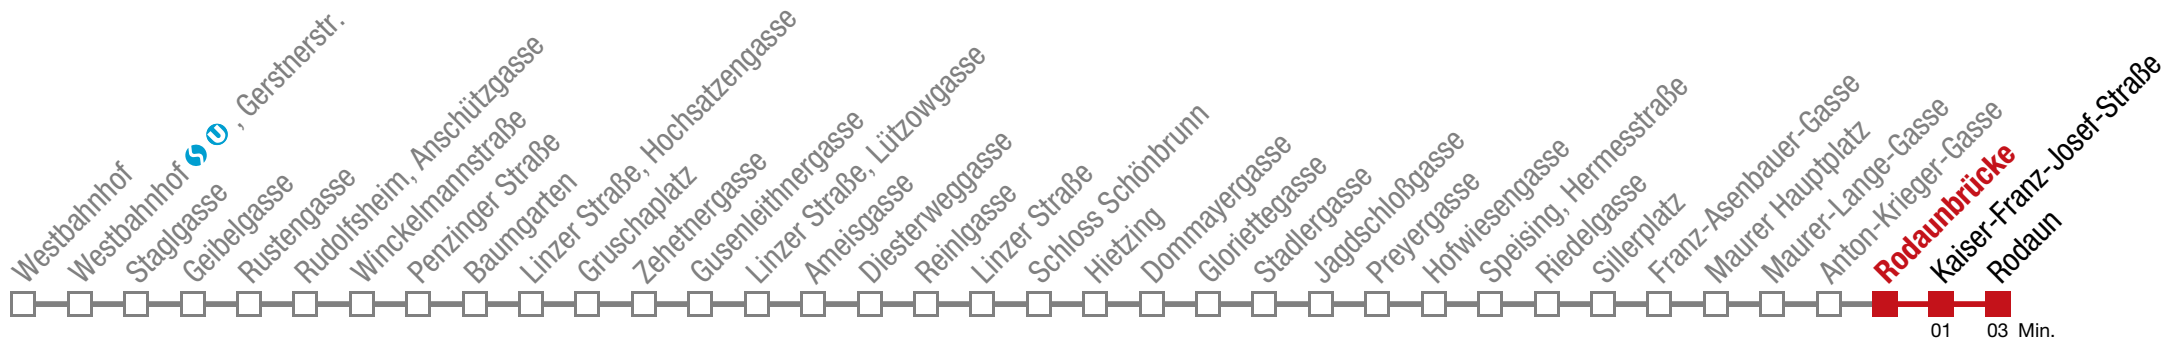 Westbahnhof
Westbahnhof S U , Gerstnerstr.
Staglgasse
Geibelgasse
Rustengasse
Rudolfsheim, Anschützgasse
Winckelmannstraße
Penzinger Straße
Baumgarten
Linzer Straße, Hochsatzengasse
Gruschaplatz
Zehetnergasse
Gusenleithnergasse
Linzer Straße, Lützowgasse
Ameisgasse
Diesterweggasse
Reinlgasse
Linzer Straße
Schloss Schönbrunn
Hietzing
Dommayergasse
Gloriettegasse
Stadlergasse
Jagdschloßgasse
Preyergasse
Hofwiesengasse
Speising, Hermesstraße
Riedelgasse
Sillerplatz
Franz-Asenbauer-Gasse
Maurer Hauptplatz
Maurer-Lange-Gasse
Anton-Krieger-Gasse
Rodaunbrücke
Kaiser-Franz-Josef-Straße
Rodaun
01 03 Min.